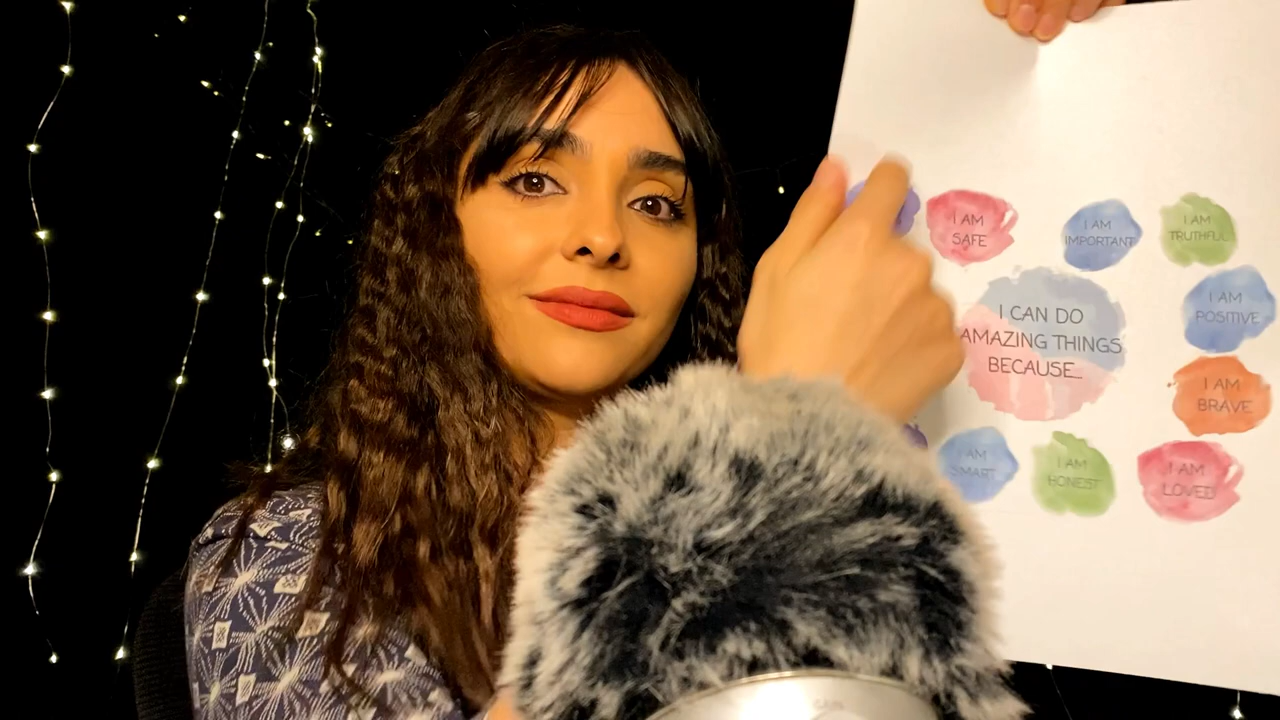 I AM
SAFE
I AM
IMPORTANT
I AM
TRUTHFUL
I CAN DO
AMAZING THINGS
BECAUSE...
I AM
POSITIVE
I AM
BRAVE
I AM
SMART
I AM
HONEST
I AM
LOVED